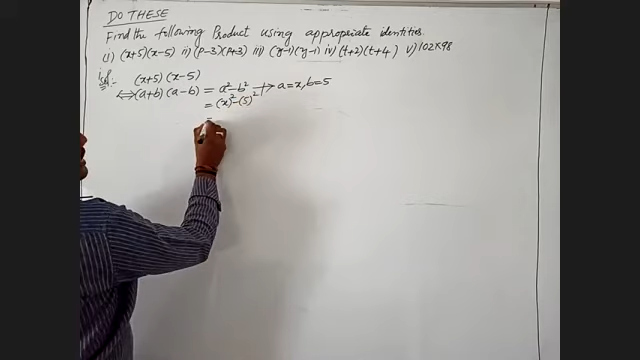 DO THESE
Find the following Product using appropriate identities.
i) (x+5)(x-5) ii) (P-3)(P+3) iii) (y-1)(y-1) iv) (t+2)(t+4) v) 102×98
i sol:- (x+5) (x-5)
⟺(a+b) (a-b) = a²-b² → a=x, b=5
= (x)²-(5)²
=